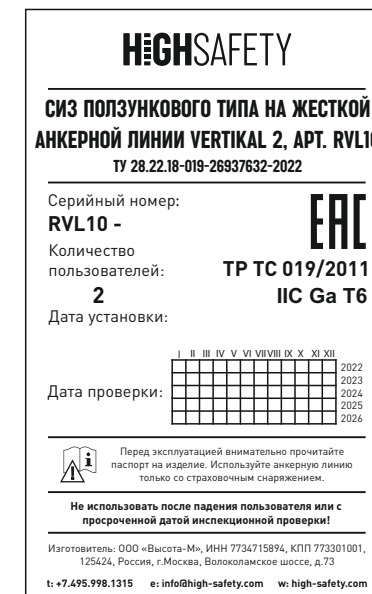 HIGHSAFETY
СИЗ ПОЛЗУНКОВОГО ТИПА НА ЖЕСТКОЙ
АНКЕРНОЙ ЛИНИИ VERTIKAL 2, АРТ. RVL10
ТУ 28.22.18-019-26937632-2022
Серийный номер:
RVL10 -
EAC
Количество
пользователей:
ТР ТС 019/2011
2
IIC Ga T6
Дата установки:
I II III IV V VI VII VIII IX X XI XII
2022
2023
Дата проверки:
2024
2025
2026
i
Перед эксплуатацией внимательно прочитайте
паспорт на изделие. Используйте анкерную линию
только со страховочным снаряжением.
Не использовать после падения пользователя или с
просроченной датой инспекционной проверки!
Изготовитель: ООО «Высота-М», ИНН 7734715894, КПП 773301001,
125424, Россия, г.Москва, Волоколамское шоссе, д.73
t: +7.495.998.1315 e: info@high-safety.com w: high-safety.com